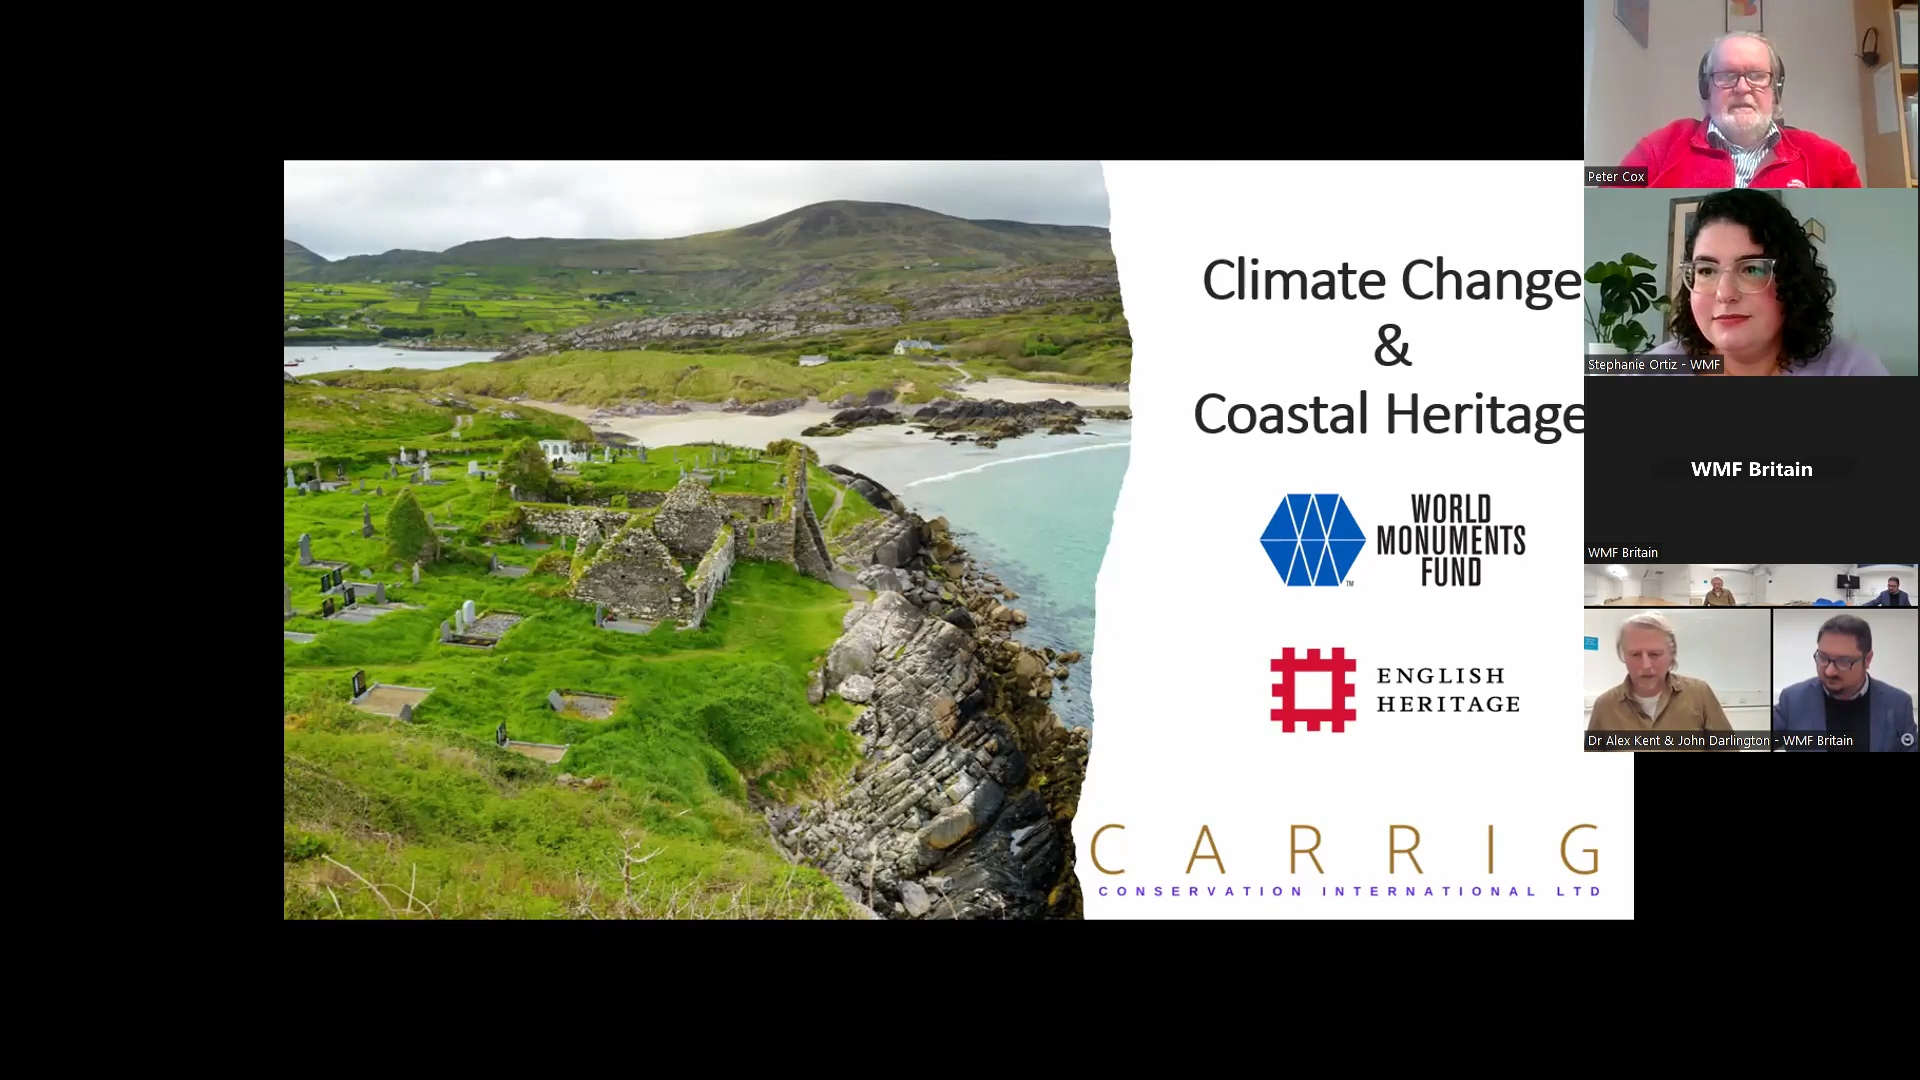 Climate Change
&
Coastal Heritage
WORLD
MONUMENTS
FUND
TM
ENGLISH
HERITAGE
CARRIG
CONSERVATION INTERNATIONAL LTD
Peter Cox
Stephanie Ortiz - WMF
WMF Britain
WMF Britain
Dr Alex Kent & John Darlington - WMF Britain